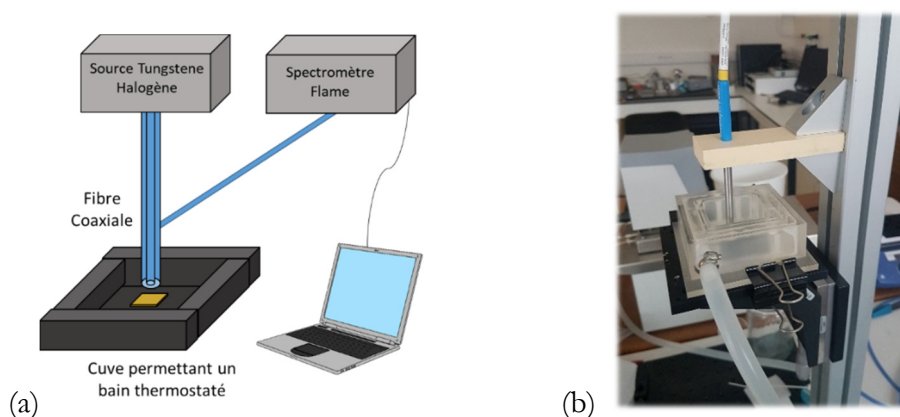 Source Tungstene
Halogène
Spectromètre
Flame
Fibre
Coaxiale
Cuve permettant un
bain thermostaté
(a)
(b)